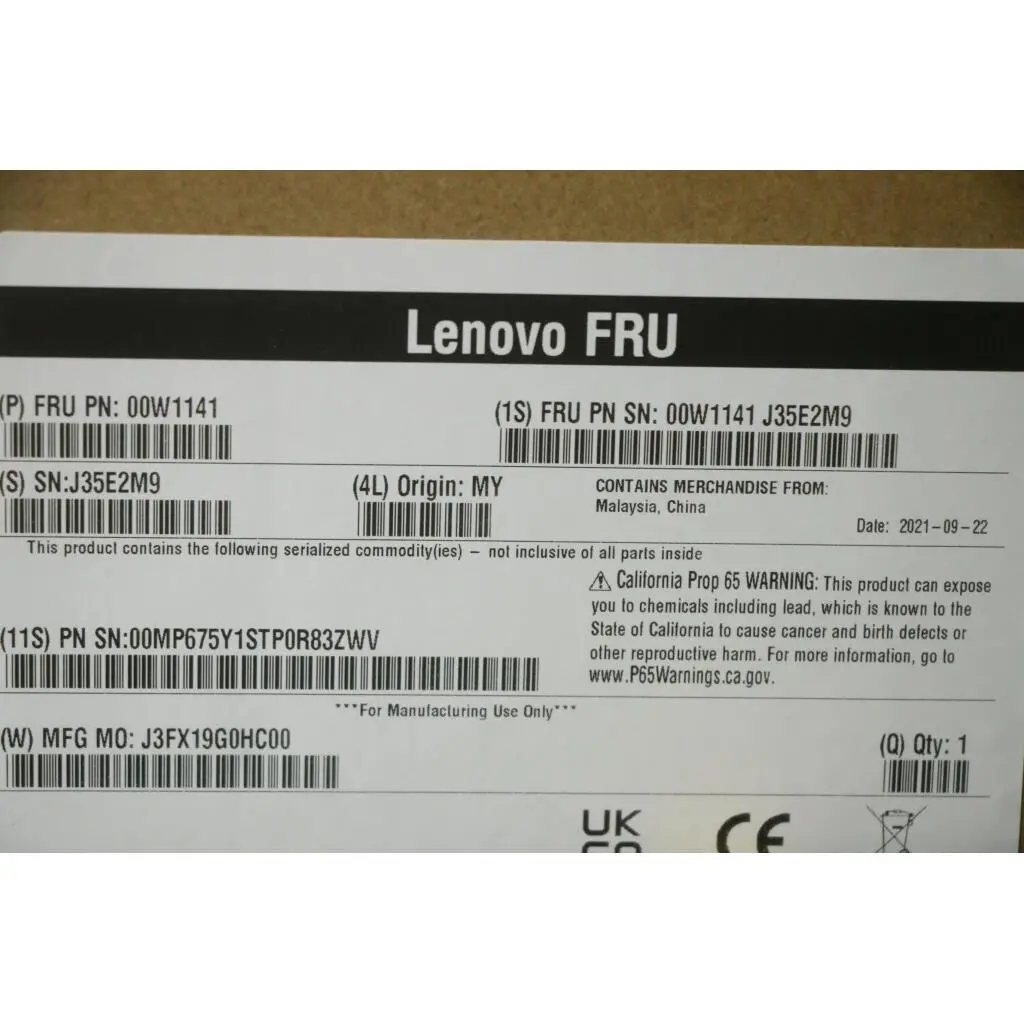 Lenovo FRU
(P) FRU PN: 00W1141
(1S) FRU PN SN: 00W1141 J35E2M9
(S) SN:J35E2M9
(4L) Origin: MY
CONTAINS MERCHANDISE FROM:
Malaysia, China
Date: 2021-09-22
This product contains the following serialized commodity(ies) – not inclusive of all parts inside
⚠ California Prop 65 WARNING: This product can expose
you to chemicals including lead, which is known to the
State of California to cause cancer and birth defects or
other reproductive harm. For more information, go to
www.P65Warnings.ca.gov.
(11S) PN SN:00MP675Y1STP0R83ZWV
***For Manufacturing Use Only***
(W) MFG MO: J3FX19G0HC00
(Q) Qty: 1
UK
CE